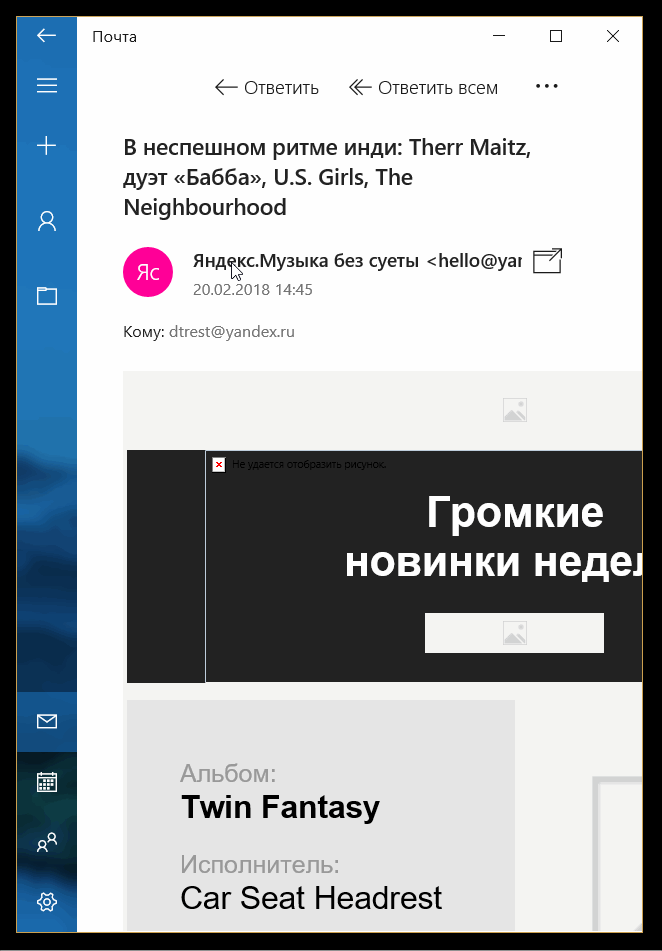 Почта
Ответить
Ответить всем
В неспешном ритме инди: Therr Maitz,
дуэт «Бабба», U.S. Girls, The
Neighbourhood
Яс
Яндекс.Музыка без суеты <hello@yar
20.02.2018 14:45
Кому: dtrest@yandex.ru
Не удается отобразить рисунок.
Громкие
новинки недел
Альбом:
Twin Fantasy
Исполнитель:
Car Seat Headrest